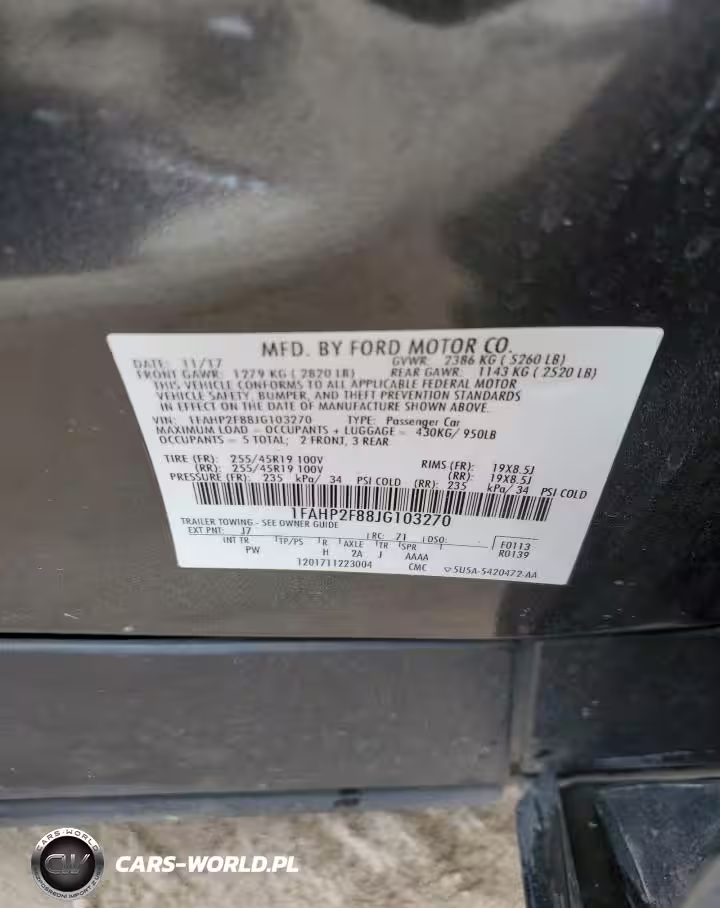 MFD. BY FORD MOTOR CO.
DATE: 11/17 GVWR: 2386 KG ( 5260 LB)
FRONT GAWR: 1279 KG ( 2820 LB) REAR GAWR: 1143 KG ( 2520 LB)
THIS VEHICLE CONFORMS TO ALL APPLICABLE FEDERAL MOTOR
VEHICLE SAFETY, BUMPER, AND THEFT PREVENTION STANDARDS
IN EFFECT ON THE DATE OF MANUFACTURE SHOWN ABOVE.
VIN: 1FAHP2F88JG103270 TYPE: Passenger Car
MAXIMUM LOAD = OCCUPANTS + LUGGAGE = 430KG/ 950LB
OCCUPANTS = 5 TOTAL; 2 FRONT, 3 REAR
TIRE (FR): 255/45R19 100V RIMS (FR): 19X8.5J
(RR): 255/45R19 100V (RR): 19X8.5J
PRESSURE (FR): 235 kPa/ 34 PSI COLD (RR): 235 kPa/ 34 PSI COLD
1FAHP2F88JG103270
TRAILER TOWING - SEE OWNER GUIDE
EXT PNT: J7 RC: 71 DSO: F0113
INT TR TP/PS R AXLE TR SPR R0139
PW H 2A J AAAA
1201711223004 CMC 5U5A-5420472-AA
CARS-WORLD
CW
CARS-WORLD.PL